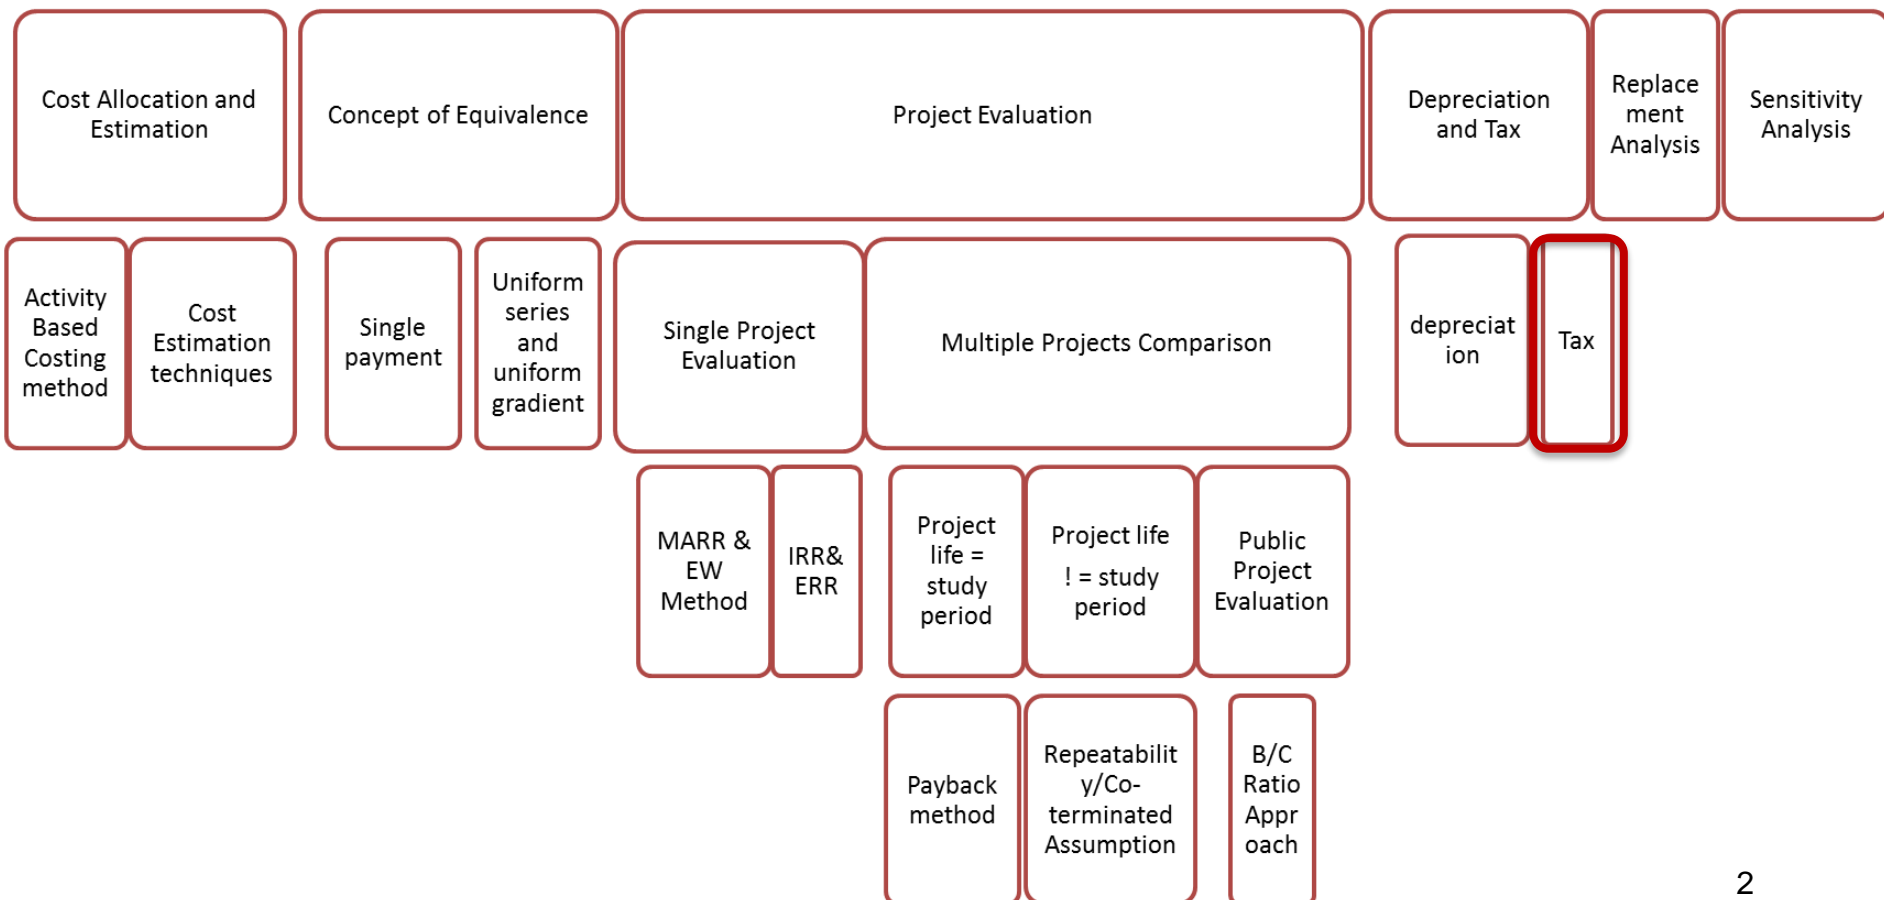 Cost Allocation and
Estimation
Concept of Equivalence
Project Evaluation
Depreciation
and Tax
Replace
ment
Analysis
Sensitivity
Analysis
Activity
Based
Costing
method
Cost
Estimation
techniques
Single
payment
Uniform
series
and
uniform
gradient
Single Project
Evaluation
Multiple Projects Comparison
depreciat
ion
Tax
MARR &
EW
Method
IRR&
ERR
Project
life =
study
period
Project life
! = study
period
Public
Project
Evaluation
Payback
method
Repeatabilit
y/Co-
terminated
Assumption
B/C
Ratio
Appr
oach
2